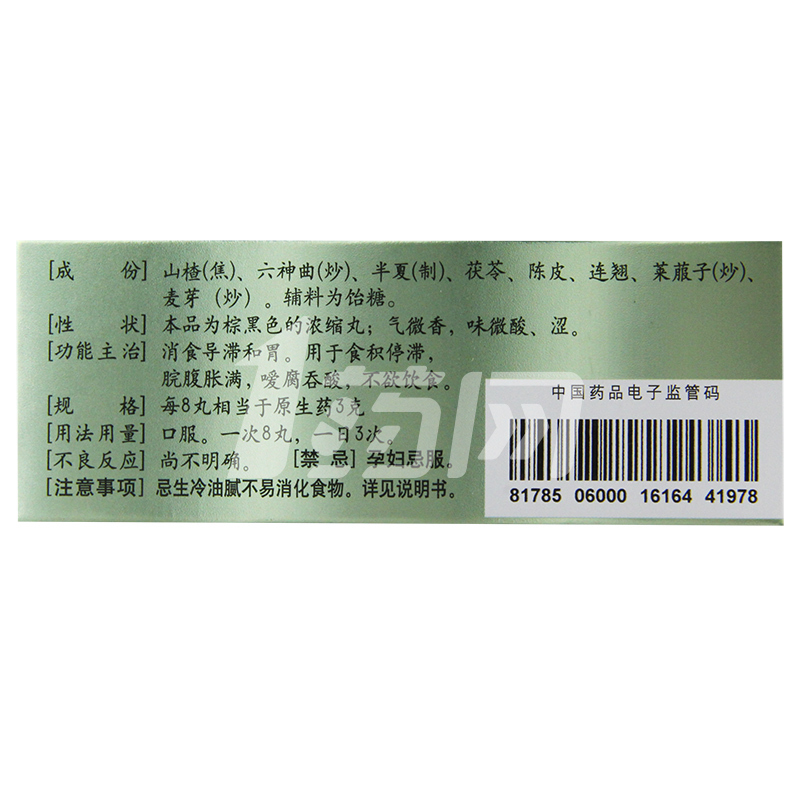 [成 份] 山楂(焦)、六神曲(炒)、半夏(制)、茯苓、陈皮、连翘、莱菔子(炒)、
麦芽（炒）。辅料为饴糖。
[性 状] 本品为棕黑色的浓缩丸；气微香，味微酸、涩。
[功能主治] 消食导滞和胃。用于食积停滞，
脘腹胀满，嗳腐吞酸，不欲饮食。
[规 格] 每8丸相当于原生药3克
[用法用量] 口服。一次8丸，一日3次。
[不良反应] 尚不明确。 [禁 忌] 孕妇忌服。
[注意事项] 忌生冷油腻不易消化食物。详见说明书。
中国药品电子监管码
81785 06000 16164 41978
1药网